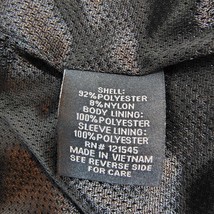 SHELL:
92% POLYESTER
8% NYLON
BODY LINING:
100% POLYESTER
SLEEVE LINING:
100% POLYESTER
RN# 121545
MADE IN VIETNAM
SEE REVERSE SIDE
FOR CARE